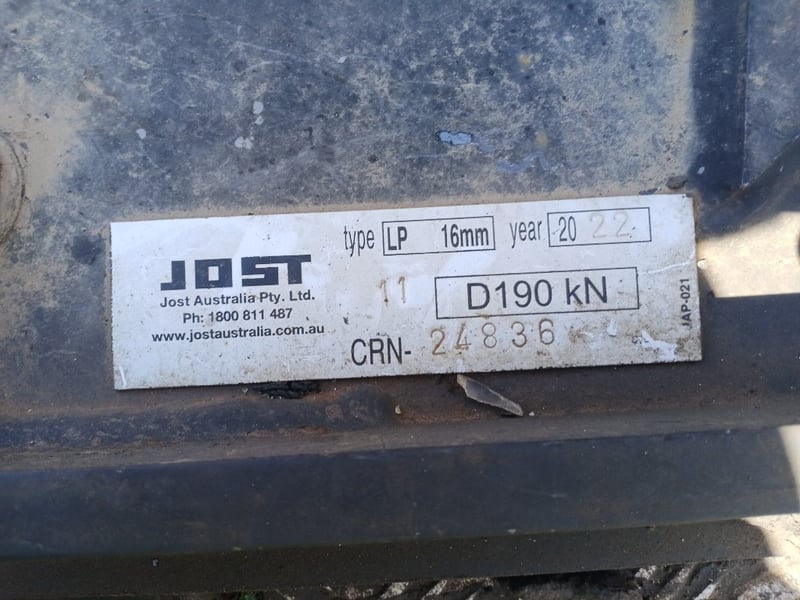 type LP 16mm year 20 22
JOST
Jost Australia Pty. Ltd.
Ph: 1800 811 487
www.jostaustralia.com.au
11 D190 kN
CRN- 24836
JAP-021